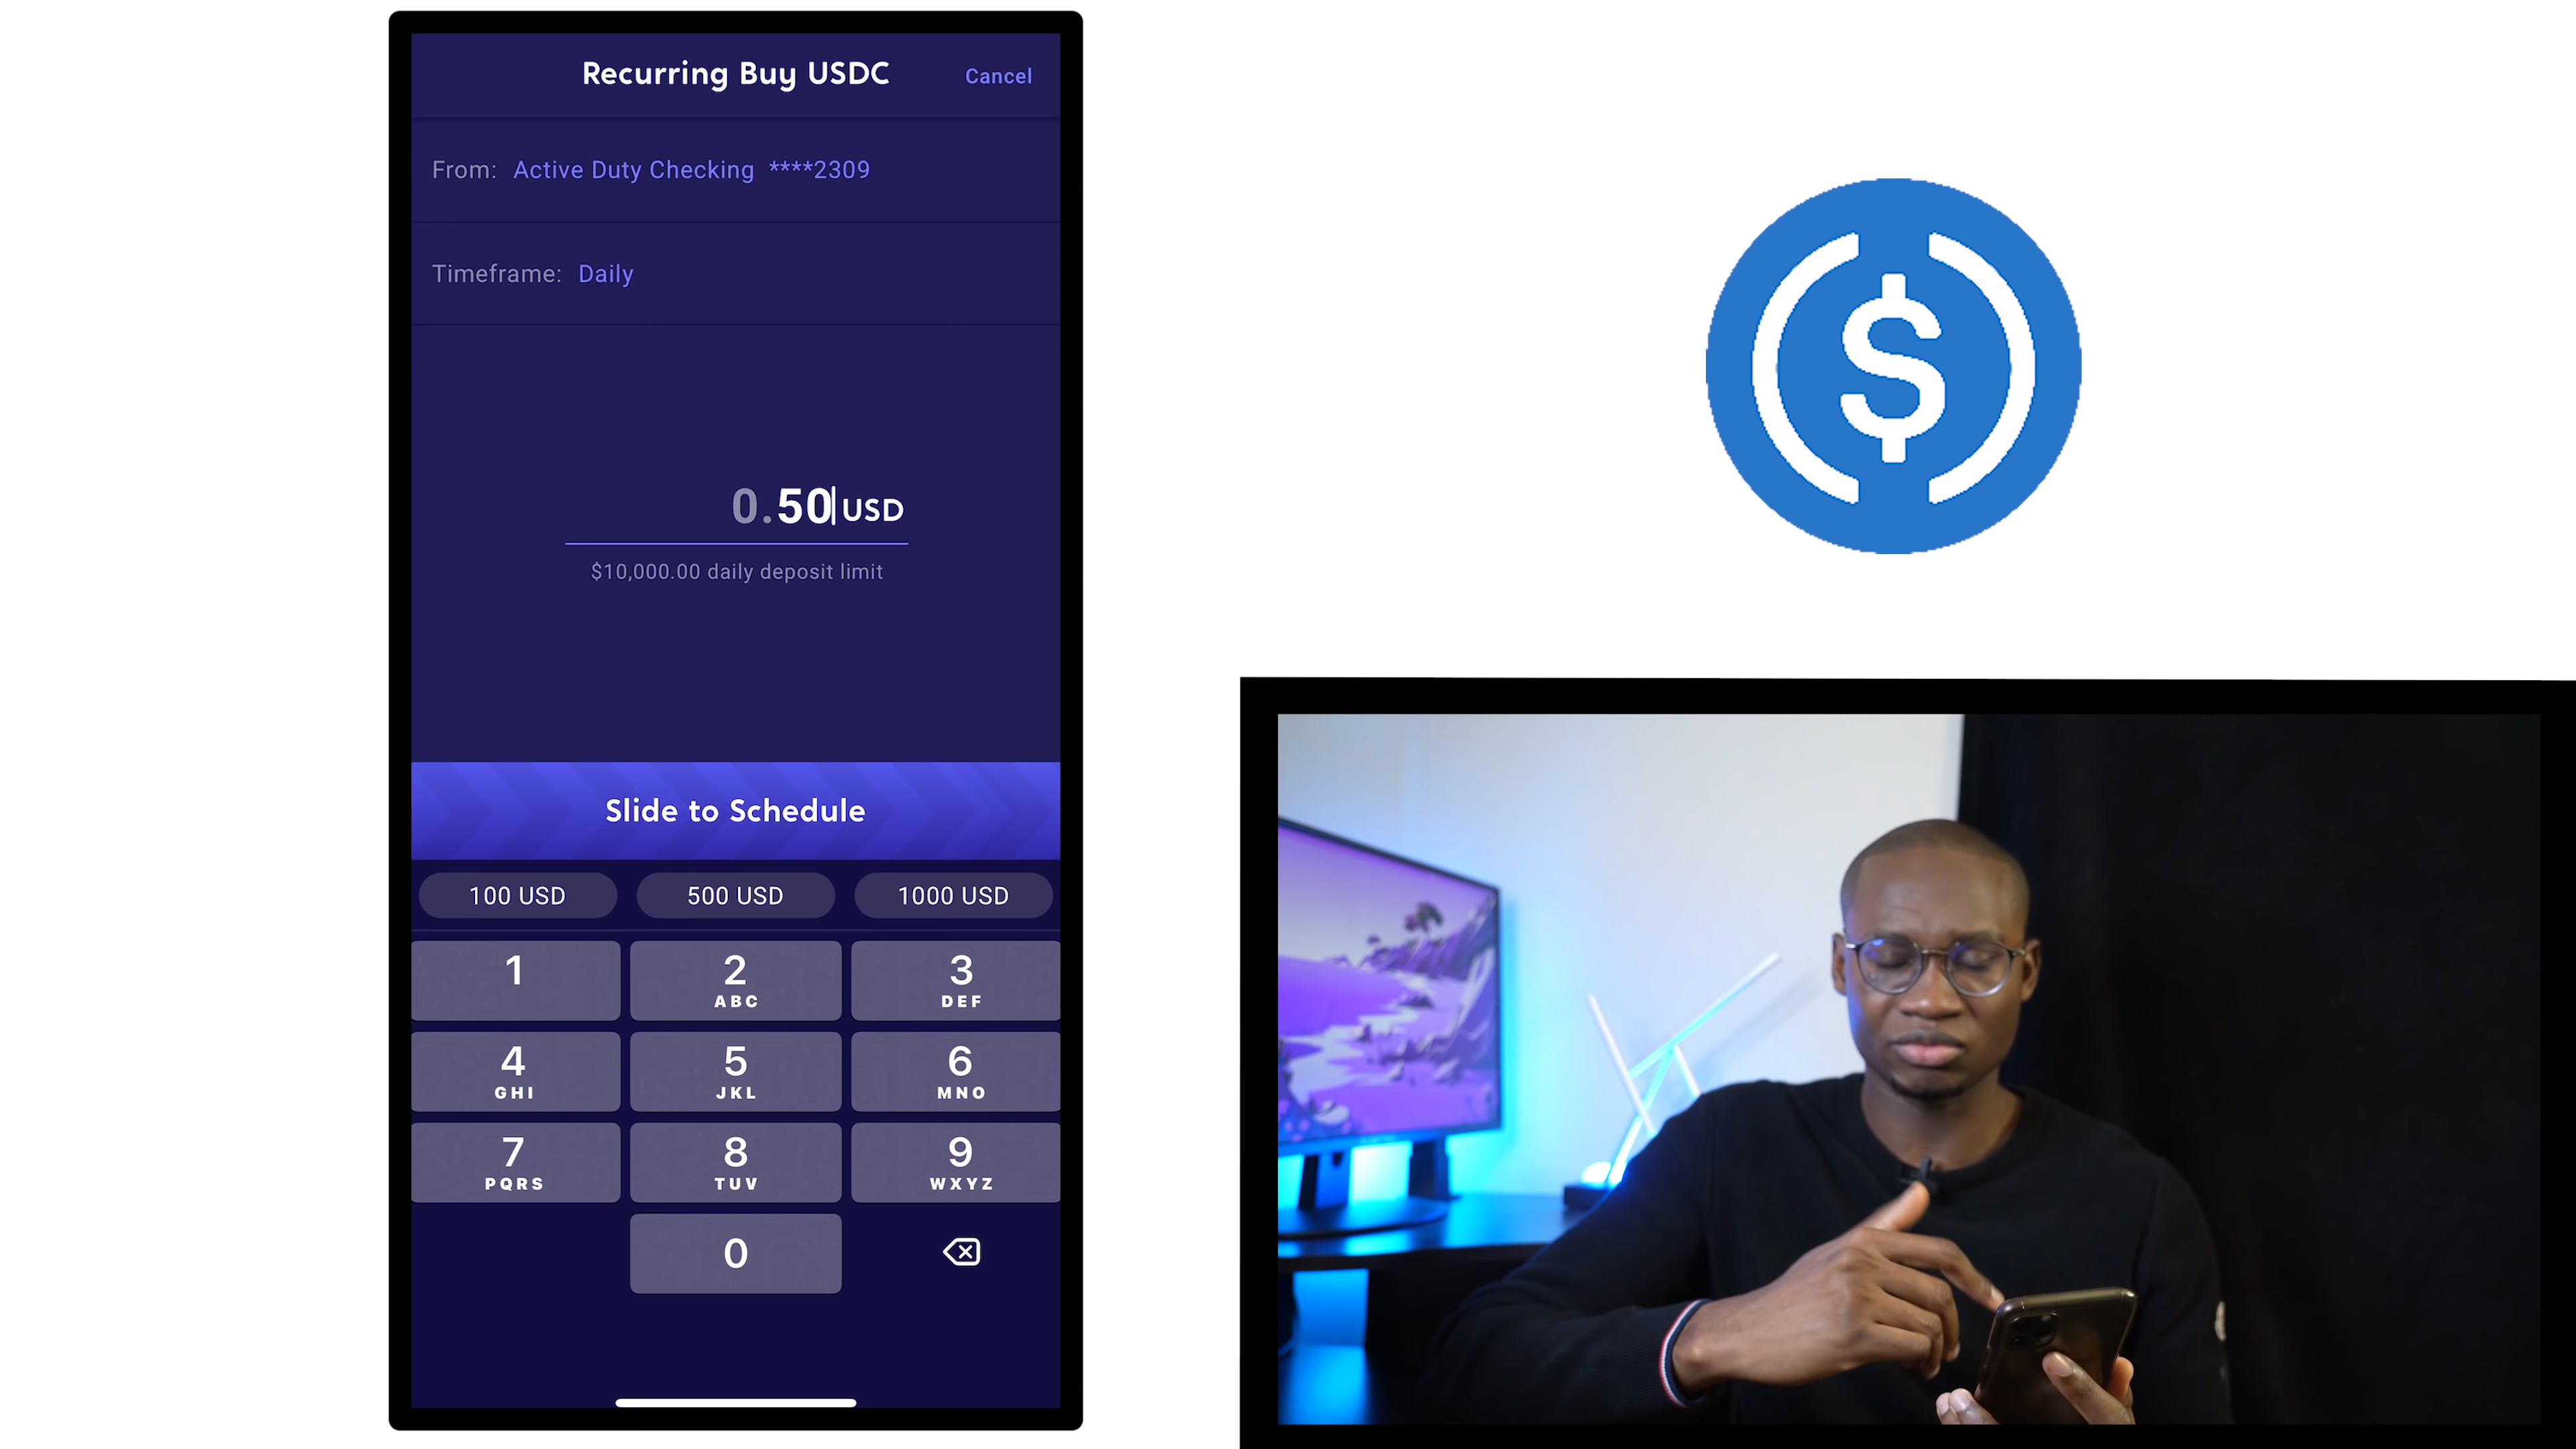 Recurring Buy USDC
Cancel
From: Active Duty Checking ****2309
Timeframe: Daily
0.50 USD
$10,000.00 daily deposit limit
Slide to Schedule
100 USD
500 USD
1000 USD
1
2
ABC
3
DEF
4
GHI
5
JKL
6
MNO
7
PQRS
8
TUV
9
WXYZ
0
$